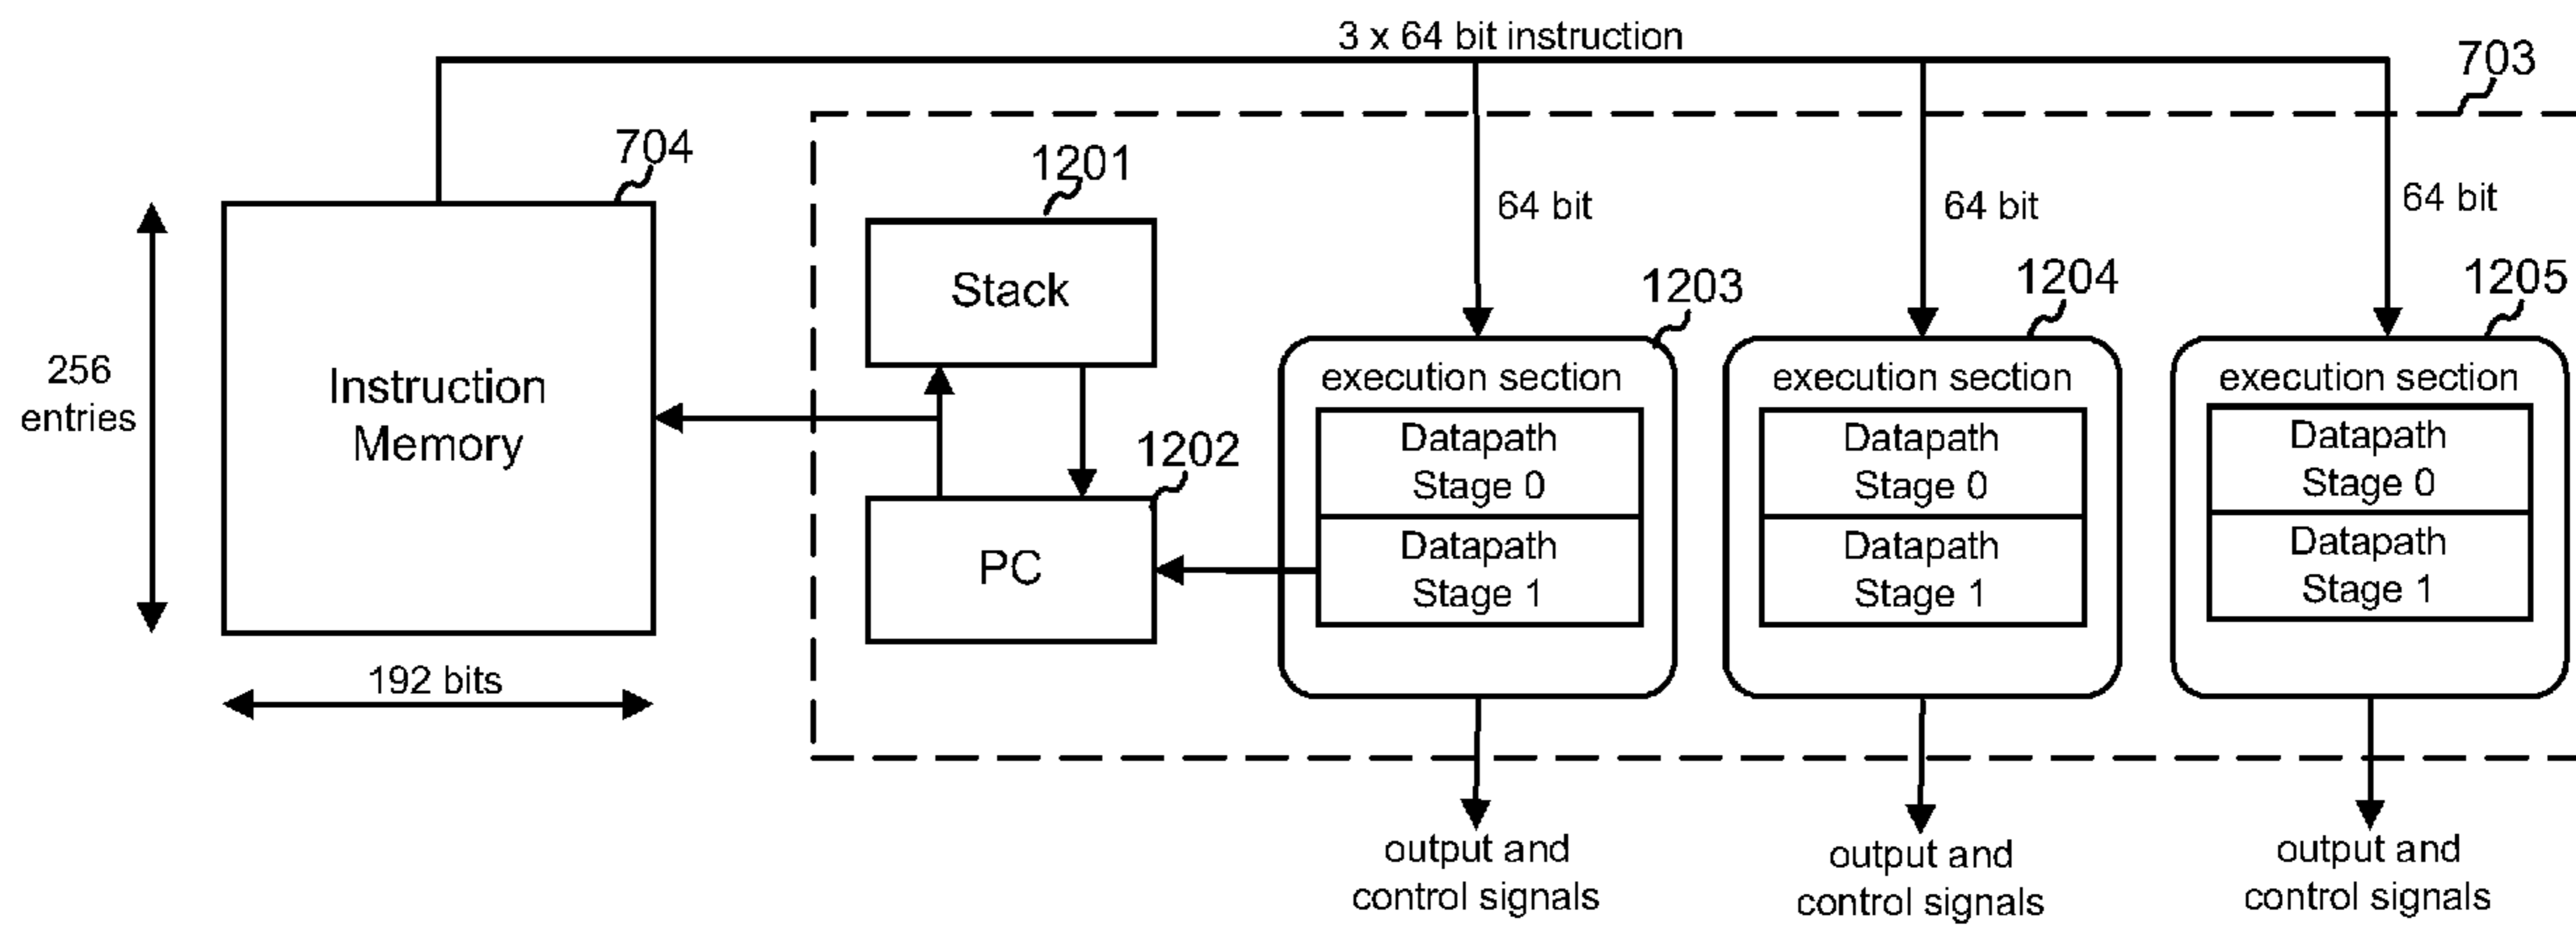 3 x 64 bit instruction
703
704
1201
64 bit
64 bit
64 bit
Stack
1203
1204
1205
256
entries
Instruction
Memory
execution section
execution section
execution section
Datapath
Stage 0
Datapath
Stage 0
Datapath
Stage 0
1202
PC
Datapath
Stage 1
Datapath
Stage 1
Datapath
Stage 1
192 bits
output and
control signals
output and
control signals
output and
control signals